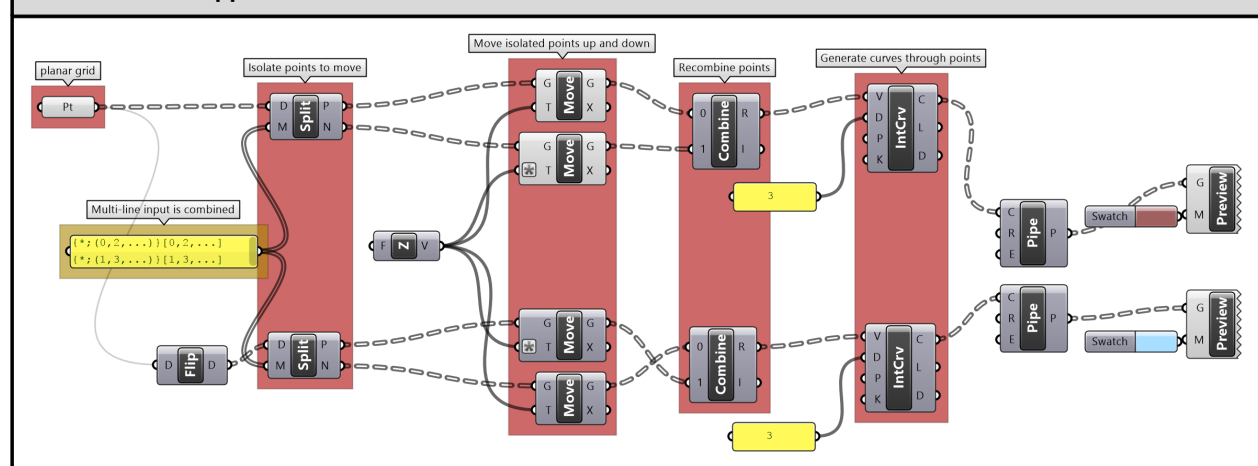 planar grid
Isolate points to move
Move isolated points up and down
Recombine points
Generate curves through points
Pt
D P
M N
Split
G G
T X
Move
G G
T X
Move
0 R
1 I
Combine
V C
D L
P D
K
IntCrv
3
Multi-line input is combined
{*;(0,2,...)}[0,2,...]
{*;(1,3,...)}[1,3,...]
F Z V
C P
R
E
Pipe
Swatch
G
M
Preview
D D
Flip
D P
M N
Split
G G
T X
Move
G G
T X
Move
0 R
1 I
Combine
V C
D L
P D
K
IntCrv
3
C P
R
E
Pipe
Swatch
G
M
Preview